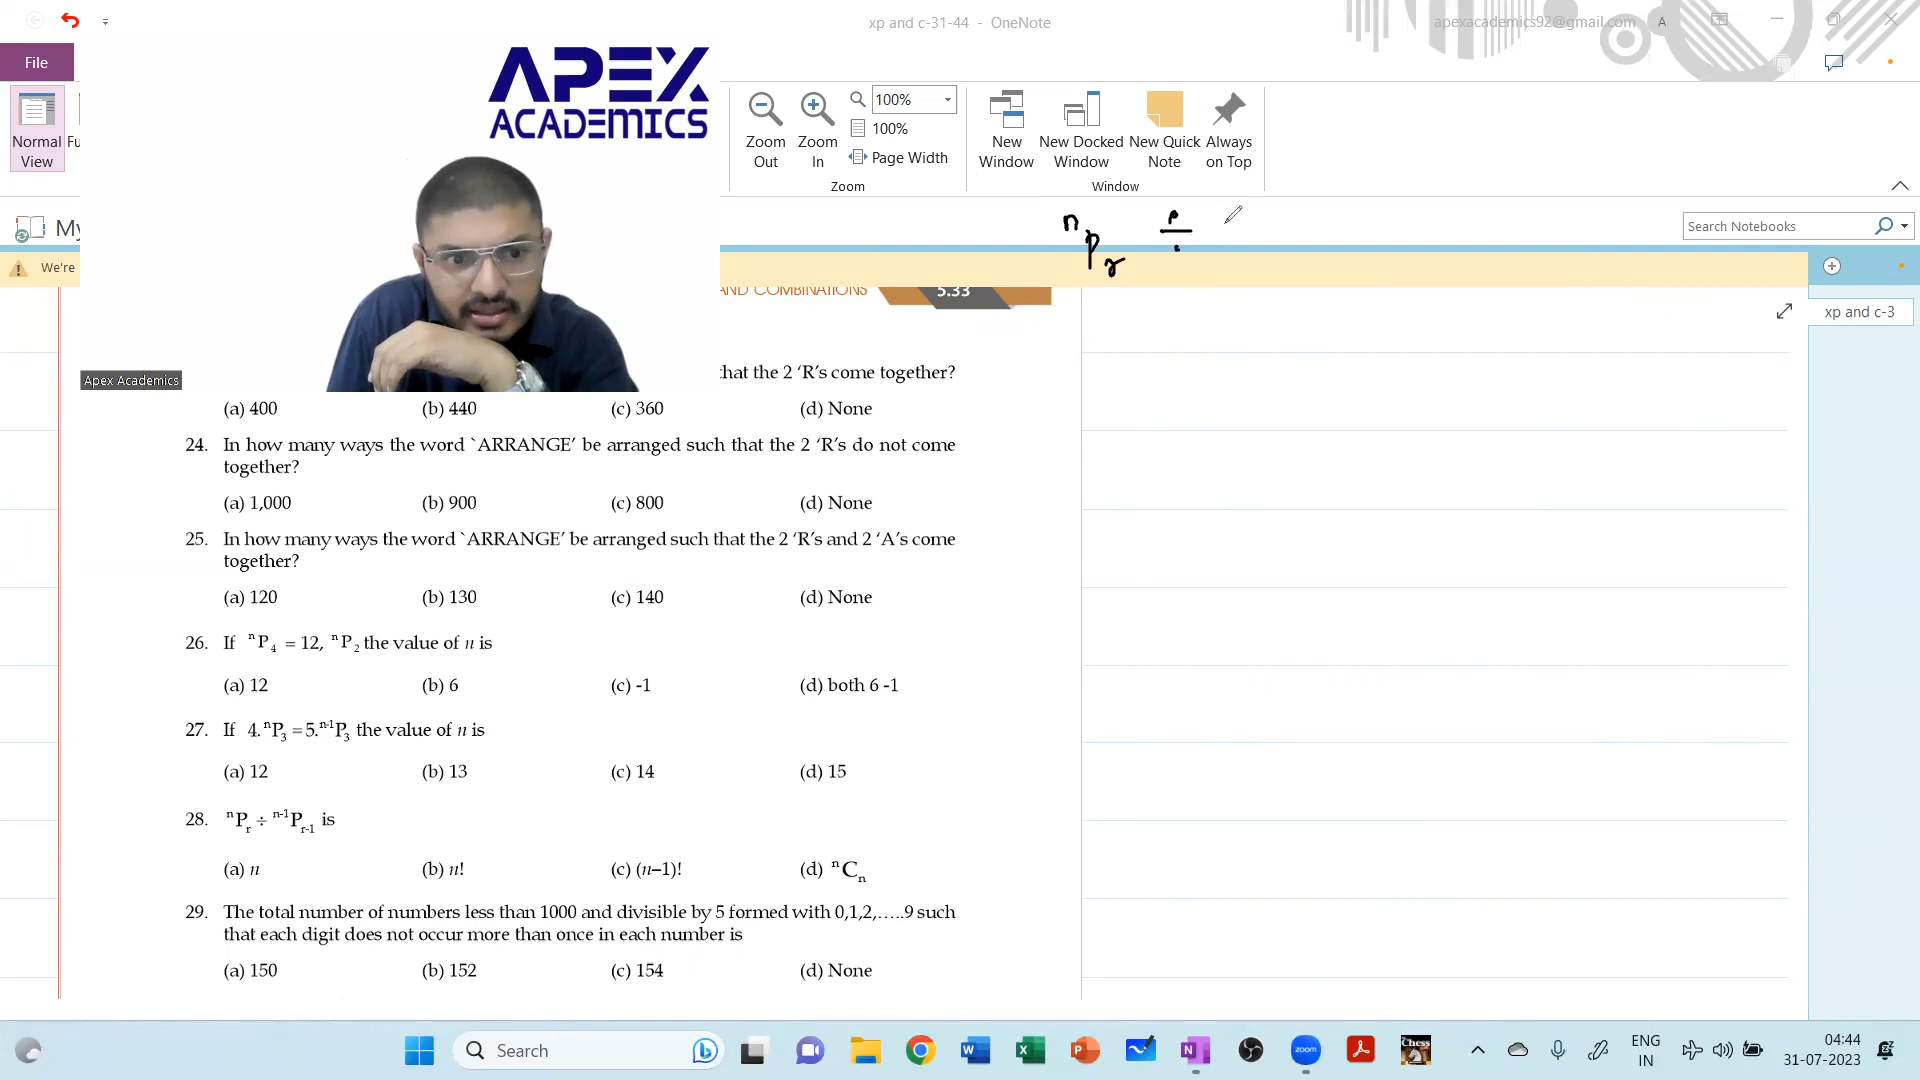 xp and c-31-44 - OneNote
apexacademics92@gmail.com A
File
APEX
ACADEMICS
Normal View
Fu
Zoom Out
Zoom In
100%
100%
Page Width
Zoom
New Window
New Docked Window
New Quick Note
Always on Top
Window
My
n P r ÷
Search Notebooks
We're
AND COMBINATIONS 5.33
xp and c-3
Apex Academics
that the 2 ‘R’s come together?
(a) 400 (b) 440 (c) 360 (d) None
24. In how many ways the word `ARRANGE’ be arranged such that the 2 ‘R’s do not come
together?
(a) 1,000 (b) 900 (c) 800 (d) None
25. In how many ways the word `ARRANGE’ be arranged such that the 2 ‘R’s and 2 ‘A’s come
together?
(a) 120 (b) 130 (c) 140 (d) None
26. If ⁿP₄ = 12, ⁿP₂ the value of n is
(a) 12 (b) 6 (c) -1 (d) both 6 -1
27. If 4.ⁿP₃ = 5.ⁿ⁻¹P₃ the value of n is
(a) 12 (b) 13 (c) 14 (d) 15
28. ⁿPᵣ ÷ ⁿ⁻¹Pᵣ₋₁ is
(a) n (b) n! (c) (n–1)! (d) ⁿCₙ
29. The total number of numbers less than 1000 and divisible by 5 formed with 0,1,2,…..9 such
that each digit does not occur more than once in each number is
(a) 150 (b) 152 (c) 154 (d) None
Search
Chess
zoom
ENG
IN
04:44
31-07-2023